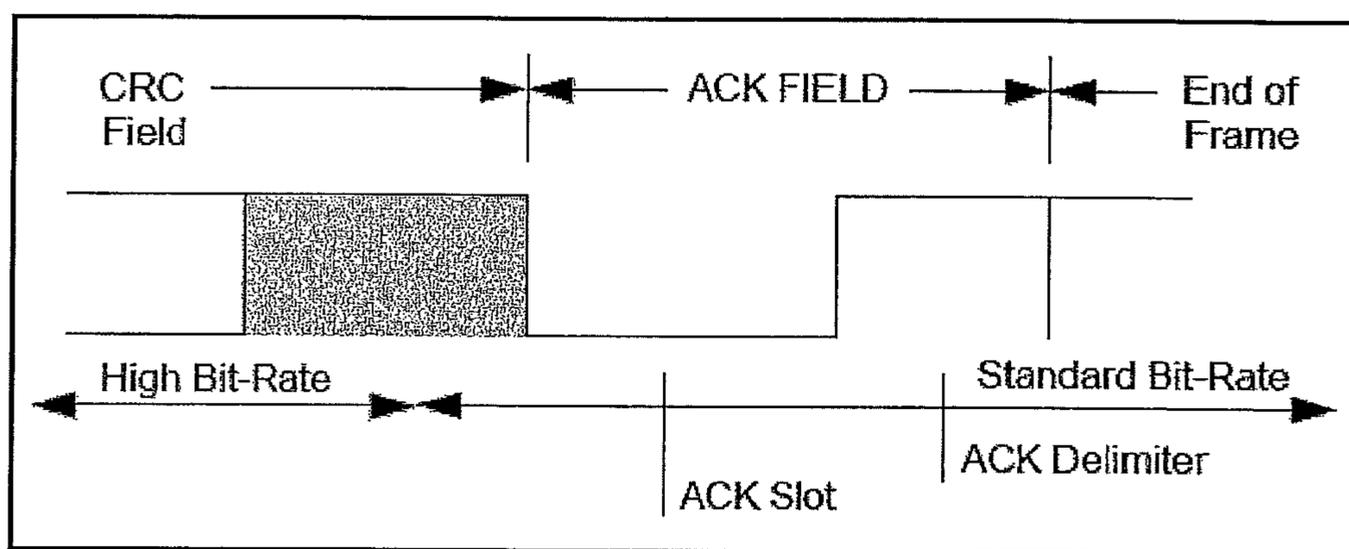 CRC Field
ACK FIELD
End of Frame
High Bit-Rate
Standard Bit-Rate
ACK Delimiter
ACK Slot